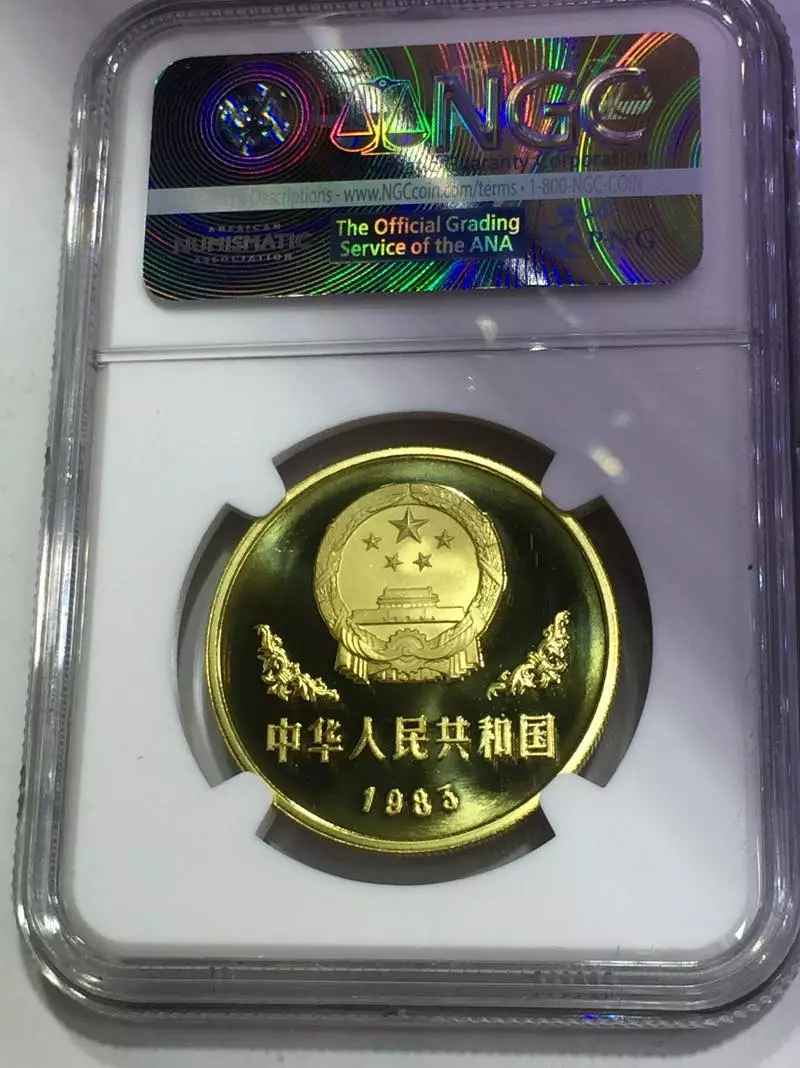 NGC
Guaranty Corporation
Descriptions - www.NGCcoin.com/terms • 1-800-NGC-COIN
AMERICAN
NUMISMATIC
ASSOCIATION
The Official Grading
Service of the ANA
PNG
中华人民共和国
1983